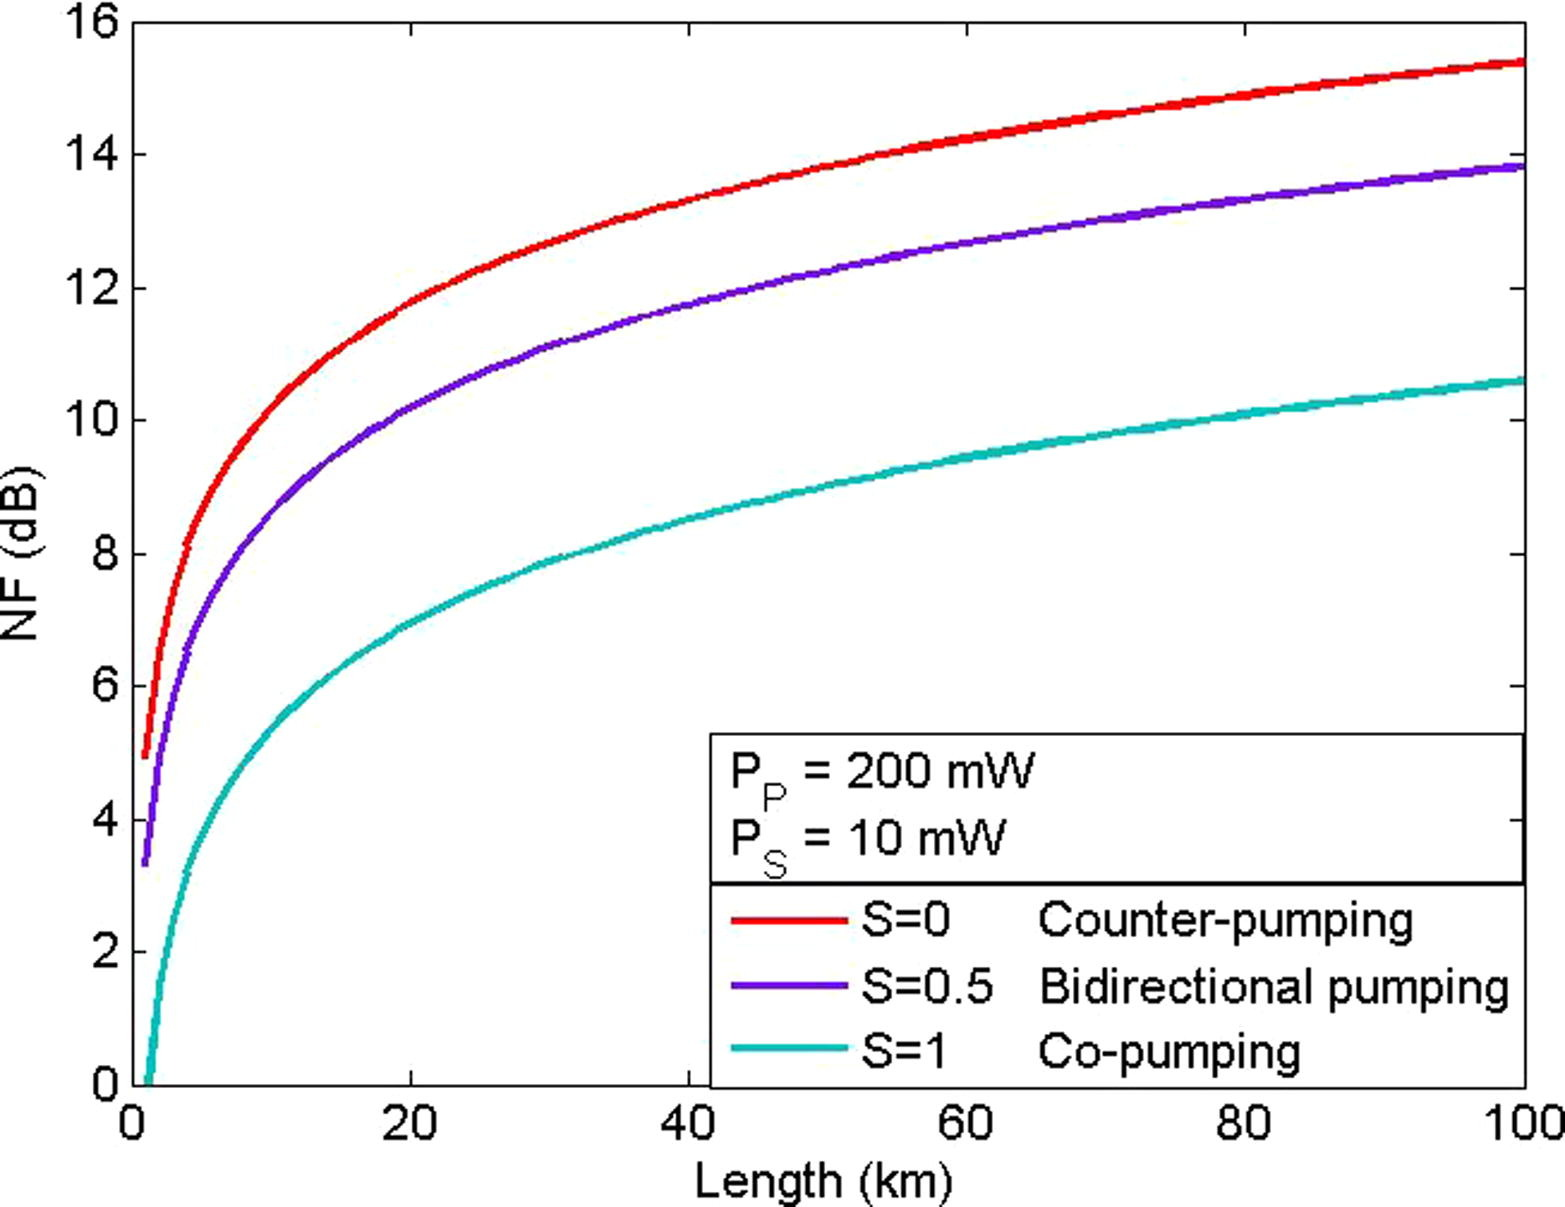 16
14
12
10
8
6
4
2
0
NF (dB)
0 20 40 60 80 100
Length (km)
P_P = 200 mW
P_S = 10 mW
S=0 Counter-pumping
S=0.5 Bidirectional pumping
S=1 Co-pumping